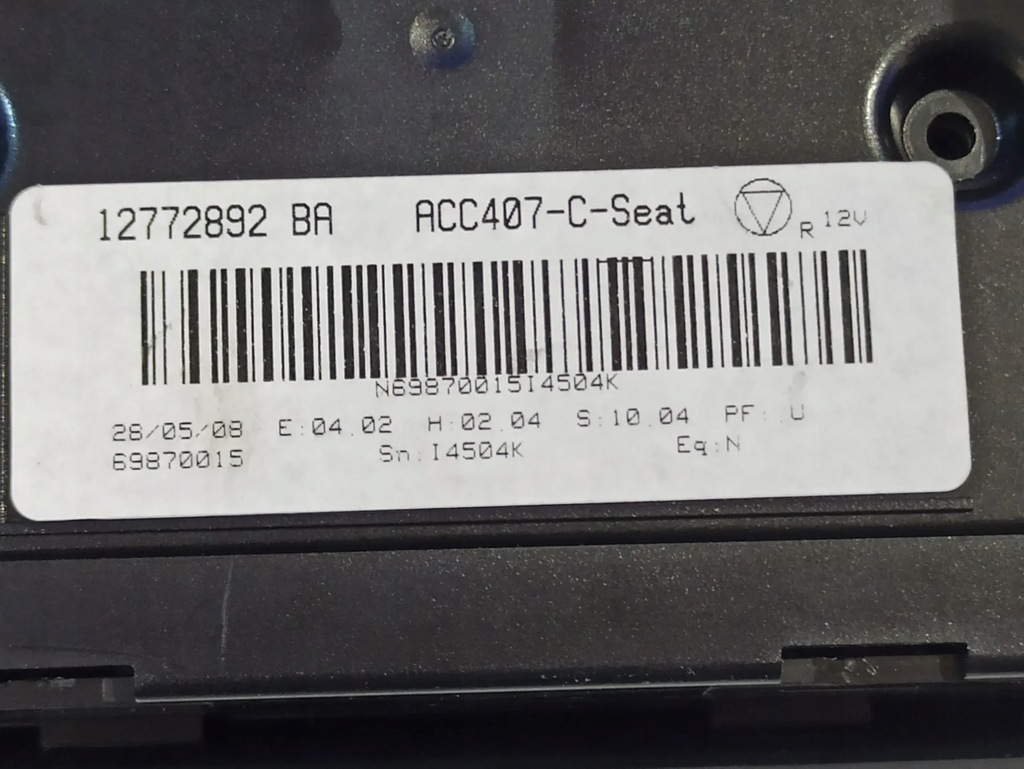 12772892 BA ACC407-C-Seat R 12V
N69870015I4504K
28/05/08 E:04.02 H:02.04 S:10.04 PF:.U
69870015 Sn:I4504K Eq:N